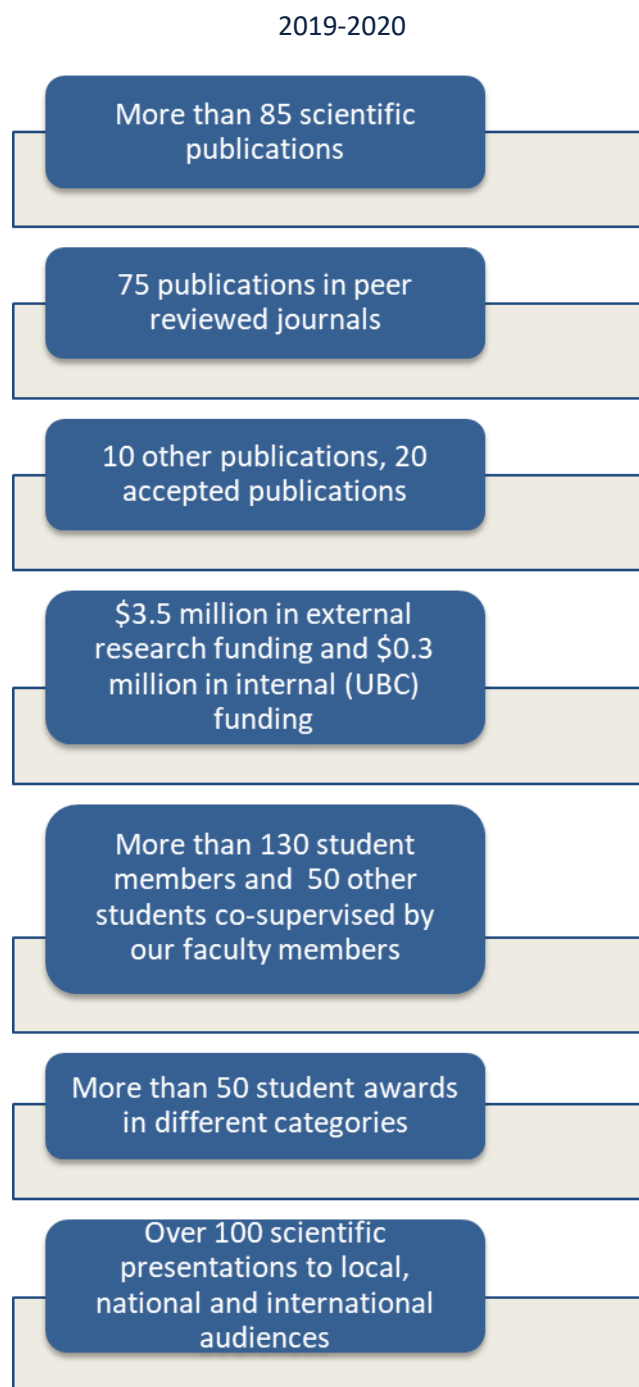 2019-2020
More than 85 scientific
publications
75 publications in peer
reviewed journals
10 other publications, 20
accepted publications
$3.5 million in external
research funding and $0.3
million in internal (UBC)
funding
More than 130 student
members and  50 other
students co-supervised by
our faculty members
More than 50 student awards
in different categories
Over 100 scientific
presentations to local,
national and international
audiences